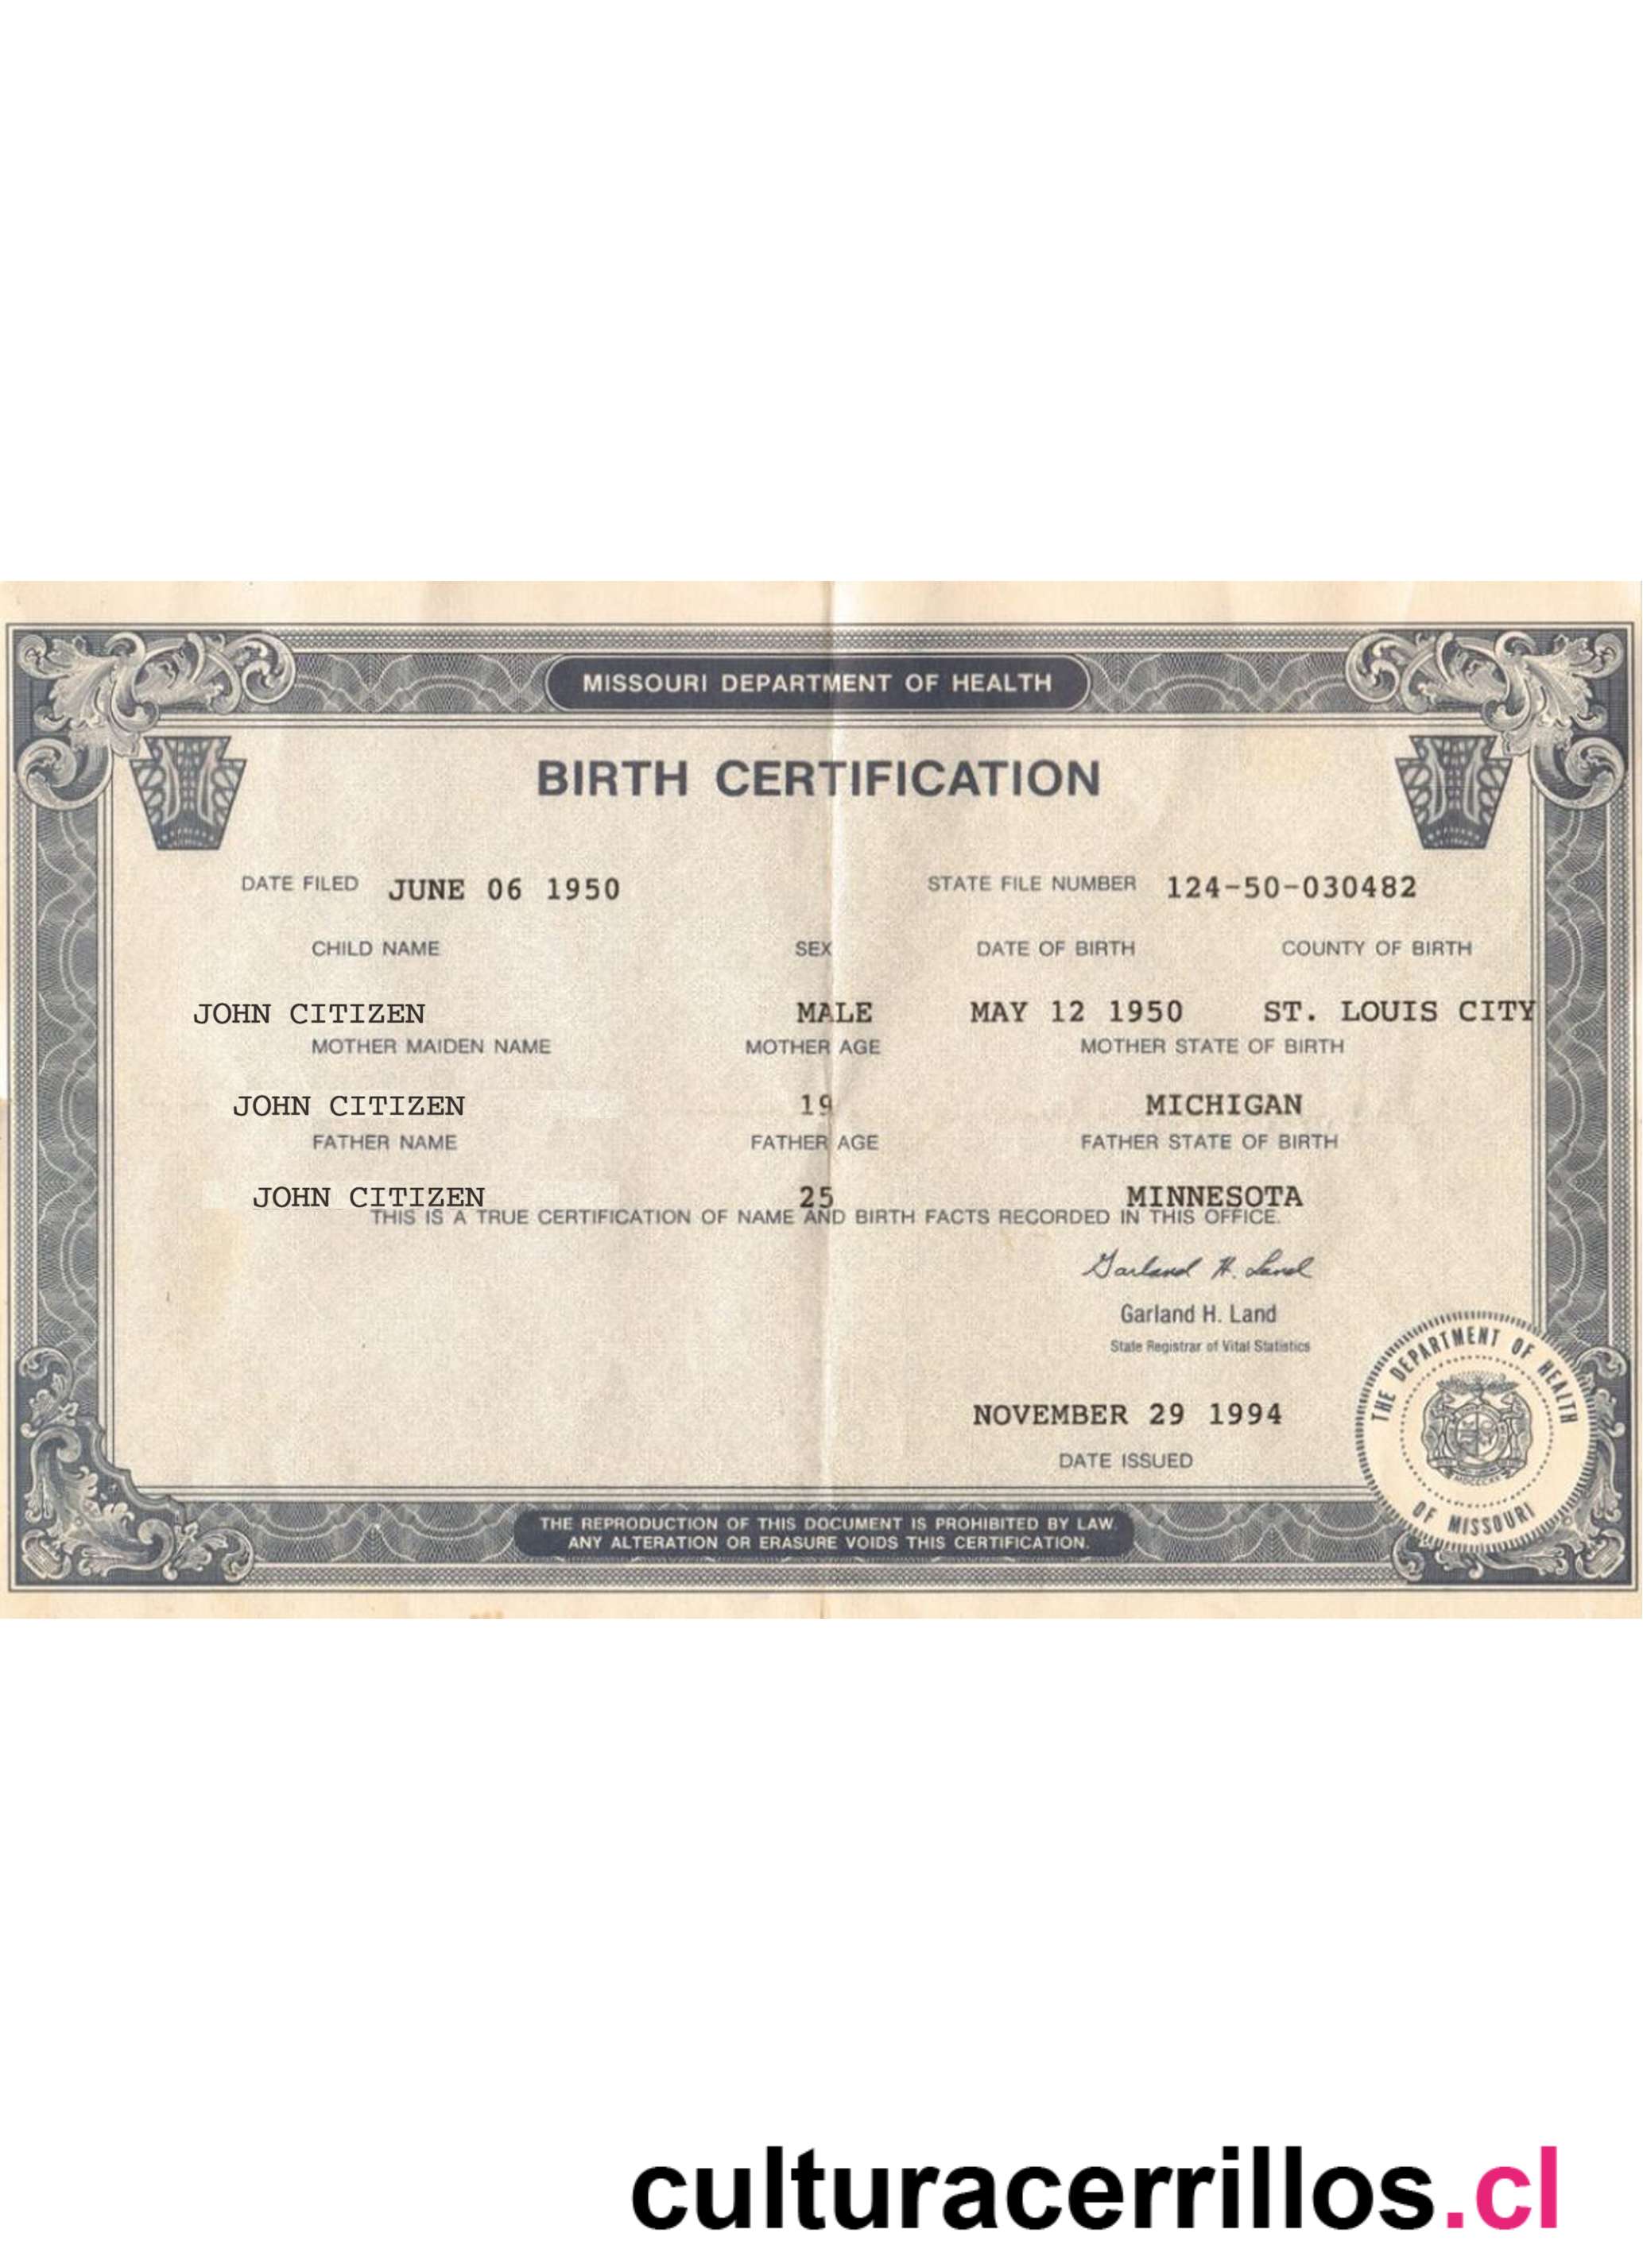 MISSOURI DEPARTMENT OF HEALTH
BIRTH CERTIFICATION
DATE FILED JUNE 06 1950 STATE FILE NUMBER 124-50-030482
CHILD NAME SEX DATE OF BIRTH COUNTY OF BIRTH
JOHN CITIZEN MALE MAY 12 1950 ST. LOUIS CITY
MOTHER MAIDEN NAME MOTHER AGE MOTHER STATE OF BIRTH
JOHN CITIZEN 19 MICHIGAN
FATHER NAME FATHER AGE FATHER STATE OF BIRTH
JOHN CITIZEN 25 MINNESOTA
THIS IS A TRUE CERTIFICATION OF NAME AND BIRTH FACTS RECORDED IN THIS OFFICE.
Garland H. Land
Garland H. Land
State Registrar of Vital Statistics
NOVEMBER 29 1994
DATE ISSUED
THE DEPARTMENT OF HEALTH
OF MISSOURI
THE REPRODUCTION OF THIS DOCUMENT IS PROHIBITED BY LAW.
ANY ALTERATION OR ERASURE VOIDS THIS CERTIFICATION.
culturacerrillos.cl